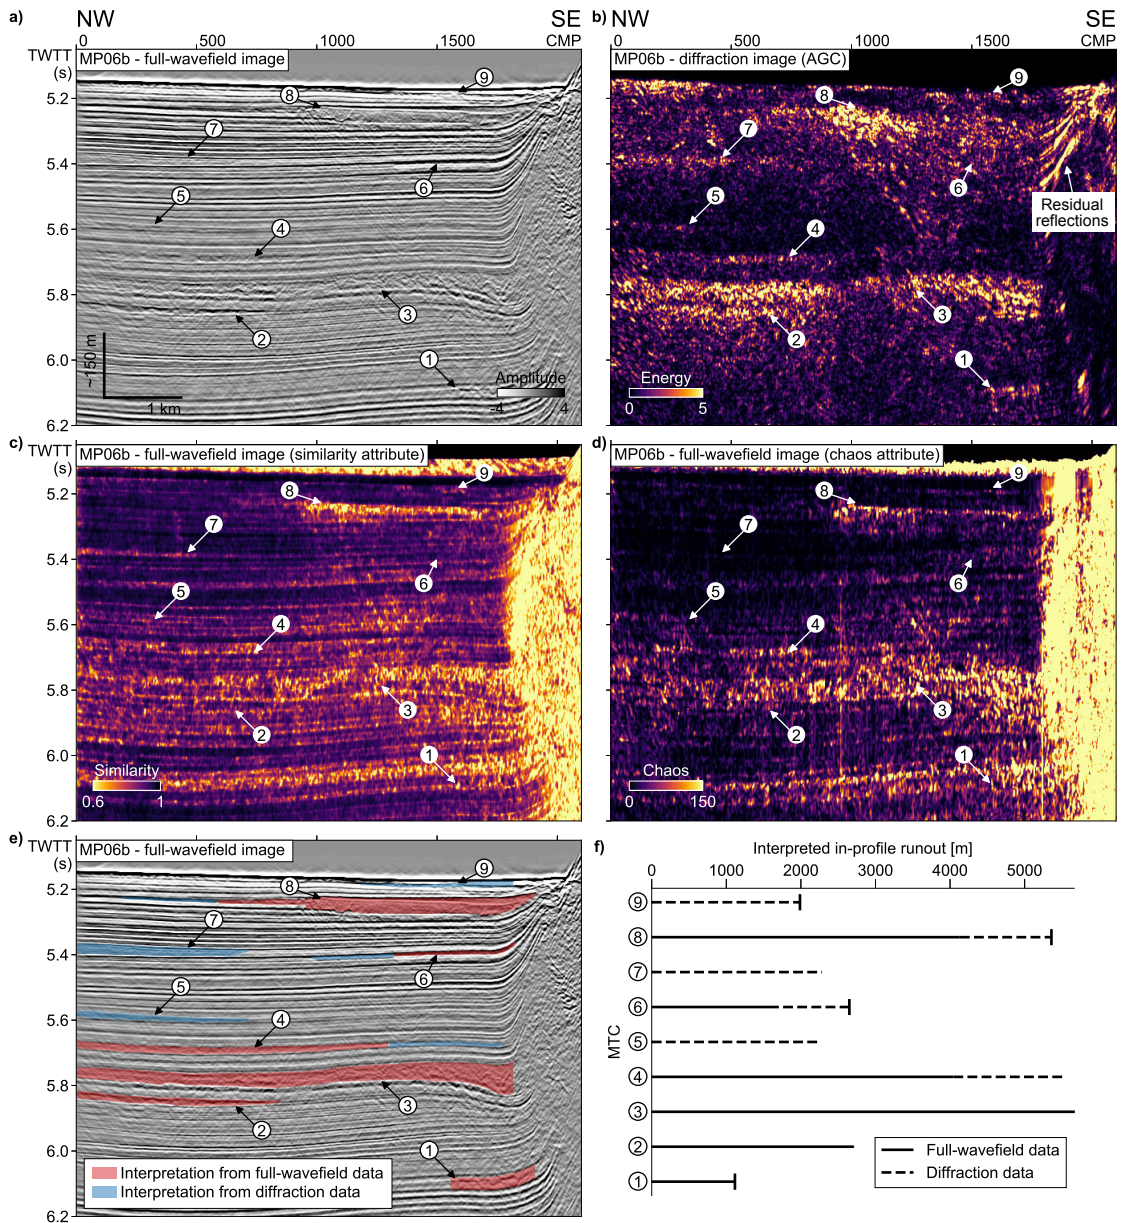 a) NW SE
TWTT (s) 0 500 1000 1500 CMP
MP06b - full-wavefield image
5.2
5.4
5.6
5.8
6.0
6.2
9
8
7
6
5
4
3
2
1
~150 m
1 km
Amplitude
-4 4
b) NW SE
0 500 1000 1500 CMP
MP06b - diffraction image (AGC)
9
8
7
6
Residual
reflections
5
4
3
2
1
Energy
0 5
c) TWTT (s)
MP06b - full-wavefield image (similarity attribute)
5.2
5.4
5.6
5.8
6.0
6.2
9
8
7
6
5
4
3
2
1
Similarity
0.6 1
d)
MP06b - full-wavefield image (chaos attribute)
9
8
7
6
5
4
3
2
1
Chaos
0 150
e) TWTT (s)
MP06b - full-wavefield image
5.2
5.4
5.6
5.8
6.0
6.2
9
8
7
6
5
4
3
2
1
Interpretation from full-wavefield data
Interpretation from diffraction data
f)
Interpreted in-profile runout [m]
0 1000 2000 3000 4000 5000
MTC
9
8
7
6
5
4
3
2
1
Full-wavefield data
Diffraction data